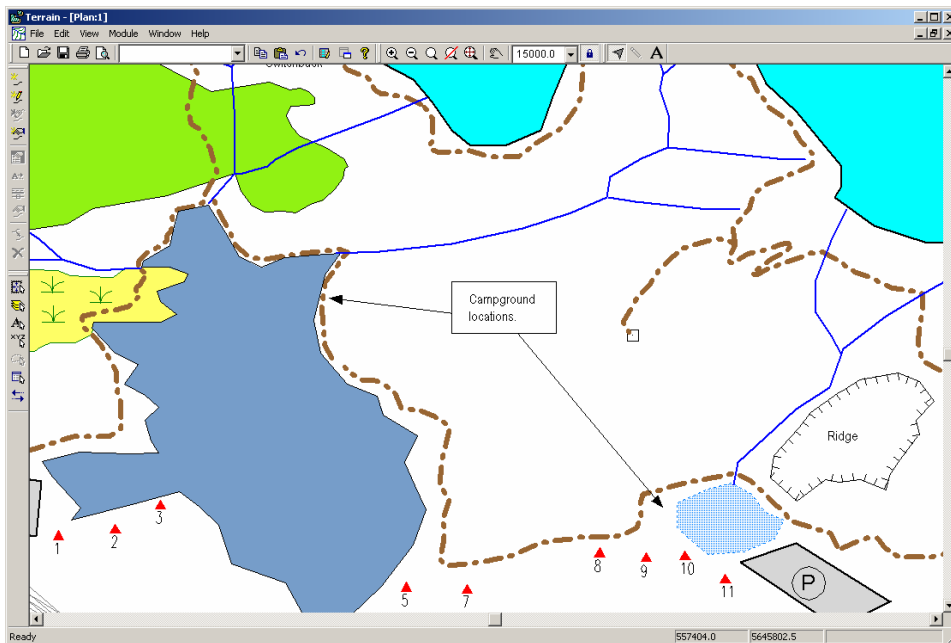 Terrain - [Plan:1]
File Edit View Module Window Help
15000.0
A
Switchback
Campground
locations.
Ridge
1
2
3
5
7
8
9
10
11
P
Ready
557404.0
5645802.5